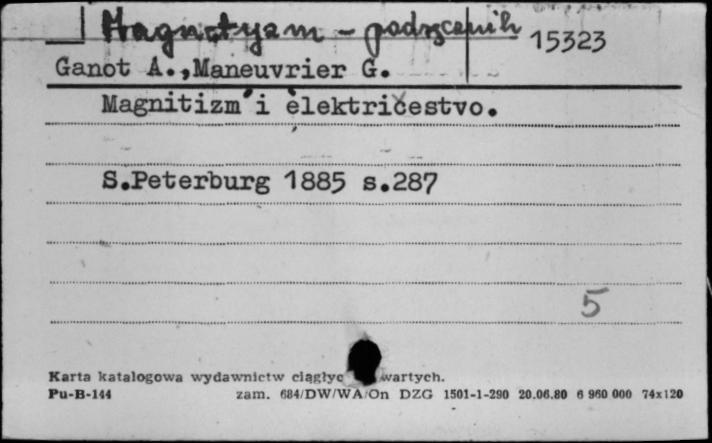 Magnetyzm - podręcznik 15323
Ganot A.,Maneuvrier G.
Magnitizm i èlektričestvo.
S.Peterburg 1885 s.287
5
Karta katalogowa wydawnictw ciągłyc wartych.
Pu-B-144 zam. 684/DW/WA/On DZG 1501-1-290 20.06.80 6 960 000 74x120